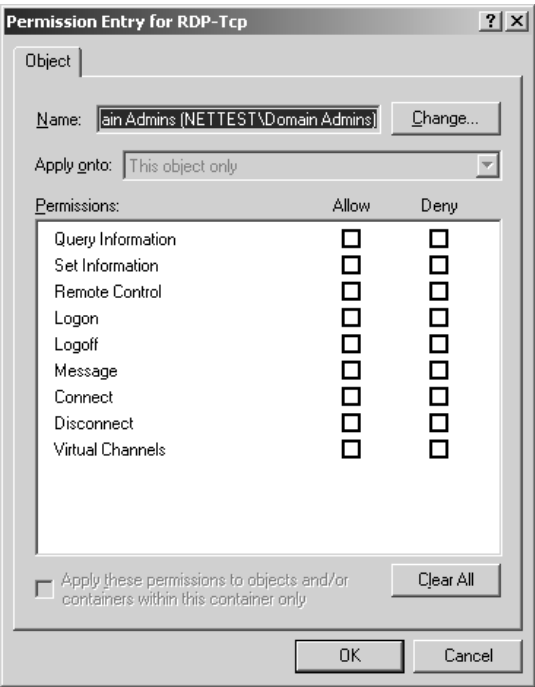 Permission Entry for RDP-Tcp
Object
Name: ain Admins (NETTEST\Domain Admins) Change...
Apply onto: This object only
Permissions: Allow Deny
Query Information
Set Information
Remote Control
Logon
Logoff
Message
Connect
Disconnect
Virtual Channels
Apply these permissions to objects and/or
containers within this container only
Clear All
OK Cancel